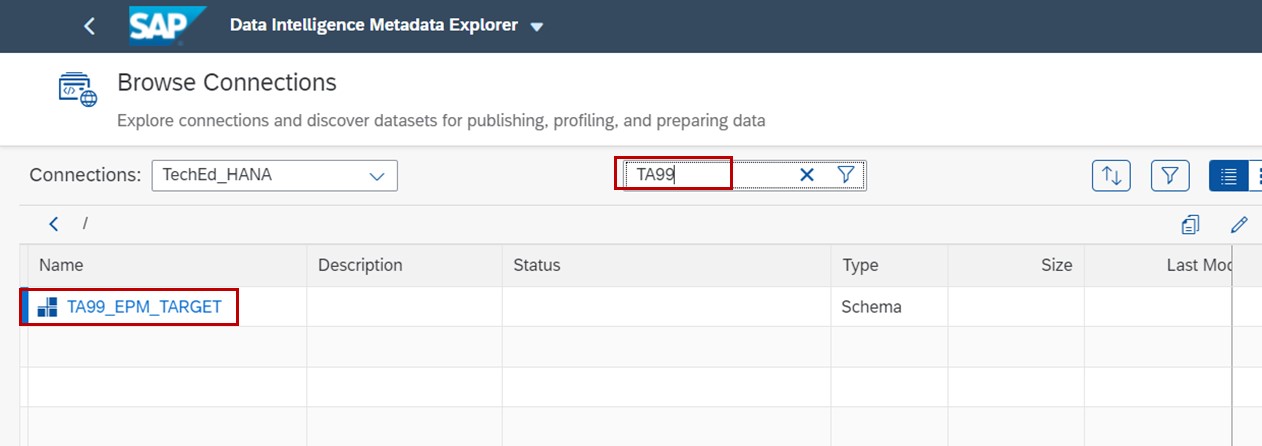 SAP Data Intelligence Metadata Explorer
Browse Connections
Explore connections and discover datasets for publishing, profiling, and preparing data
Connections: TechEd_HANA TA99
/
Name Description Status Type Size Last Mod
TA99_EPM_TARGET Schema